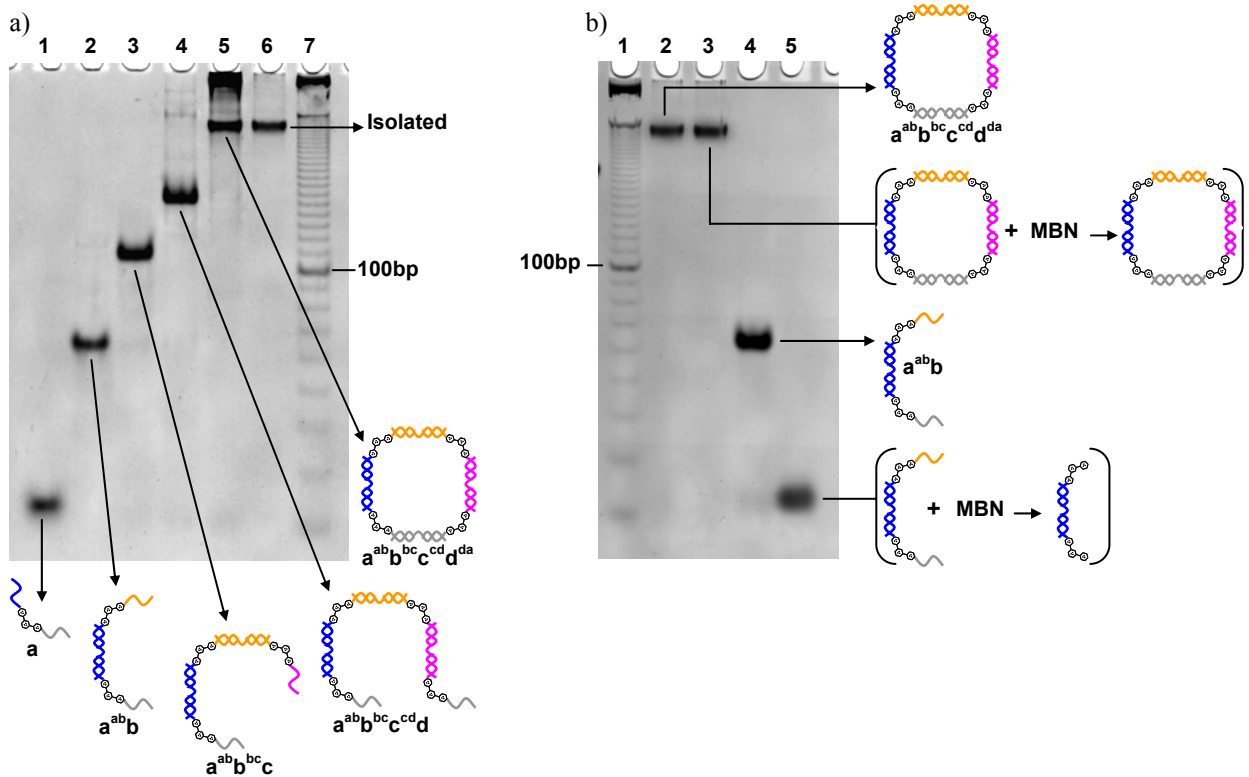 a)
1 2 3 4 5 6 7
Isolated
100bp
a^ab b^bc c^cd d^da
a
a^ab b
a^ab b^bc c
a^ab b^bc c^cd d
b)
1 2 3 4 5
a^ab b^bc c^cd d^da
+ MBN
100bp
a^ab b
+ MBN